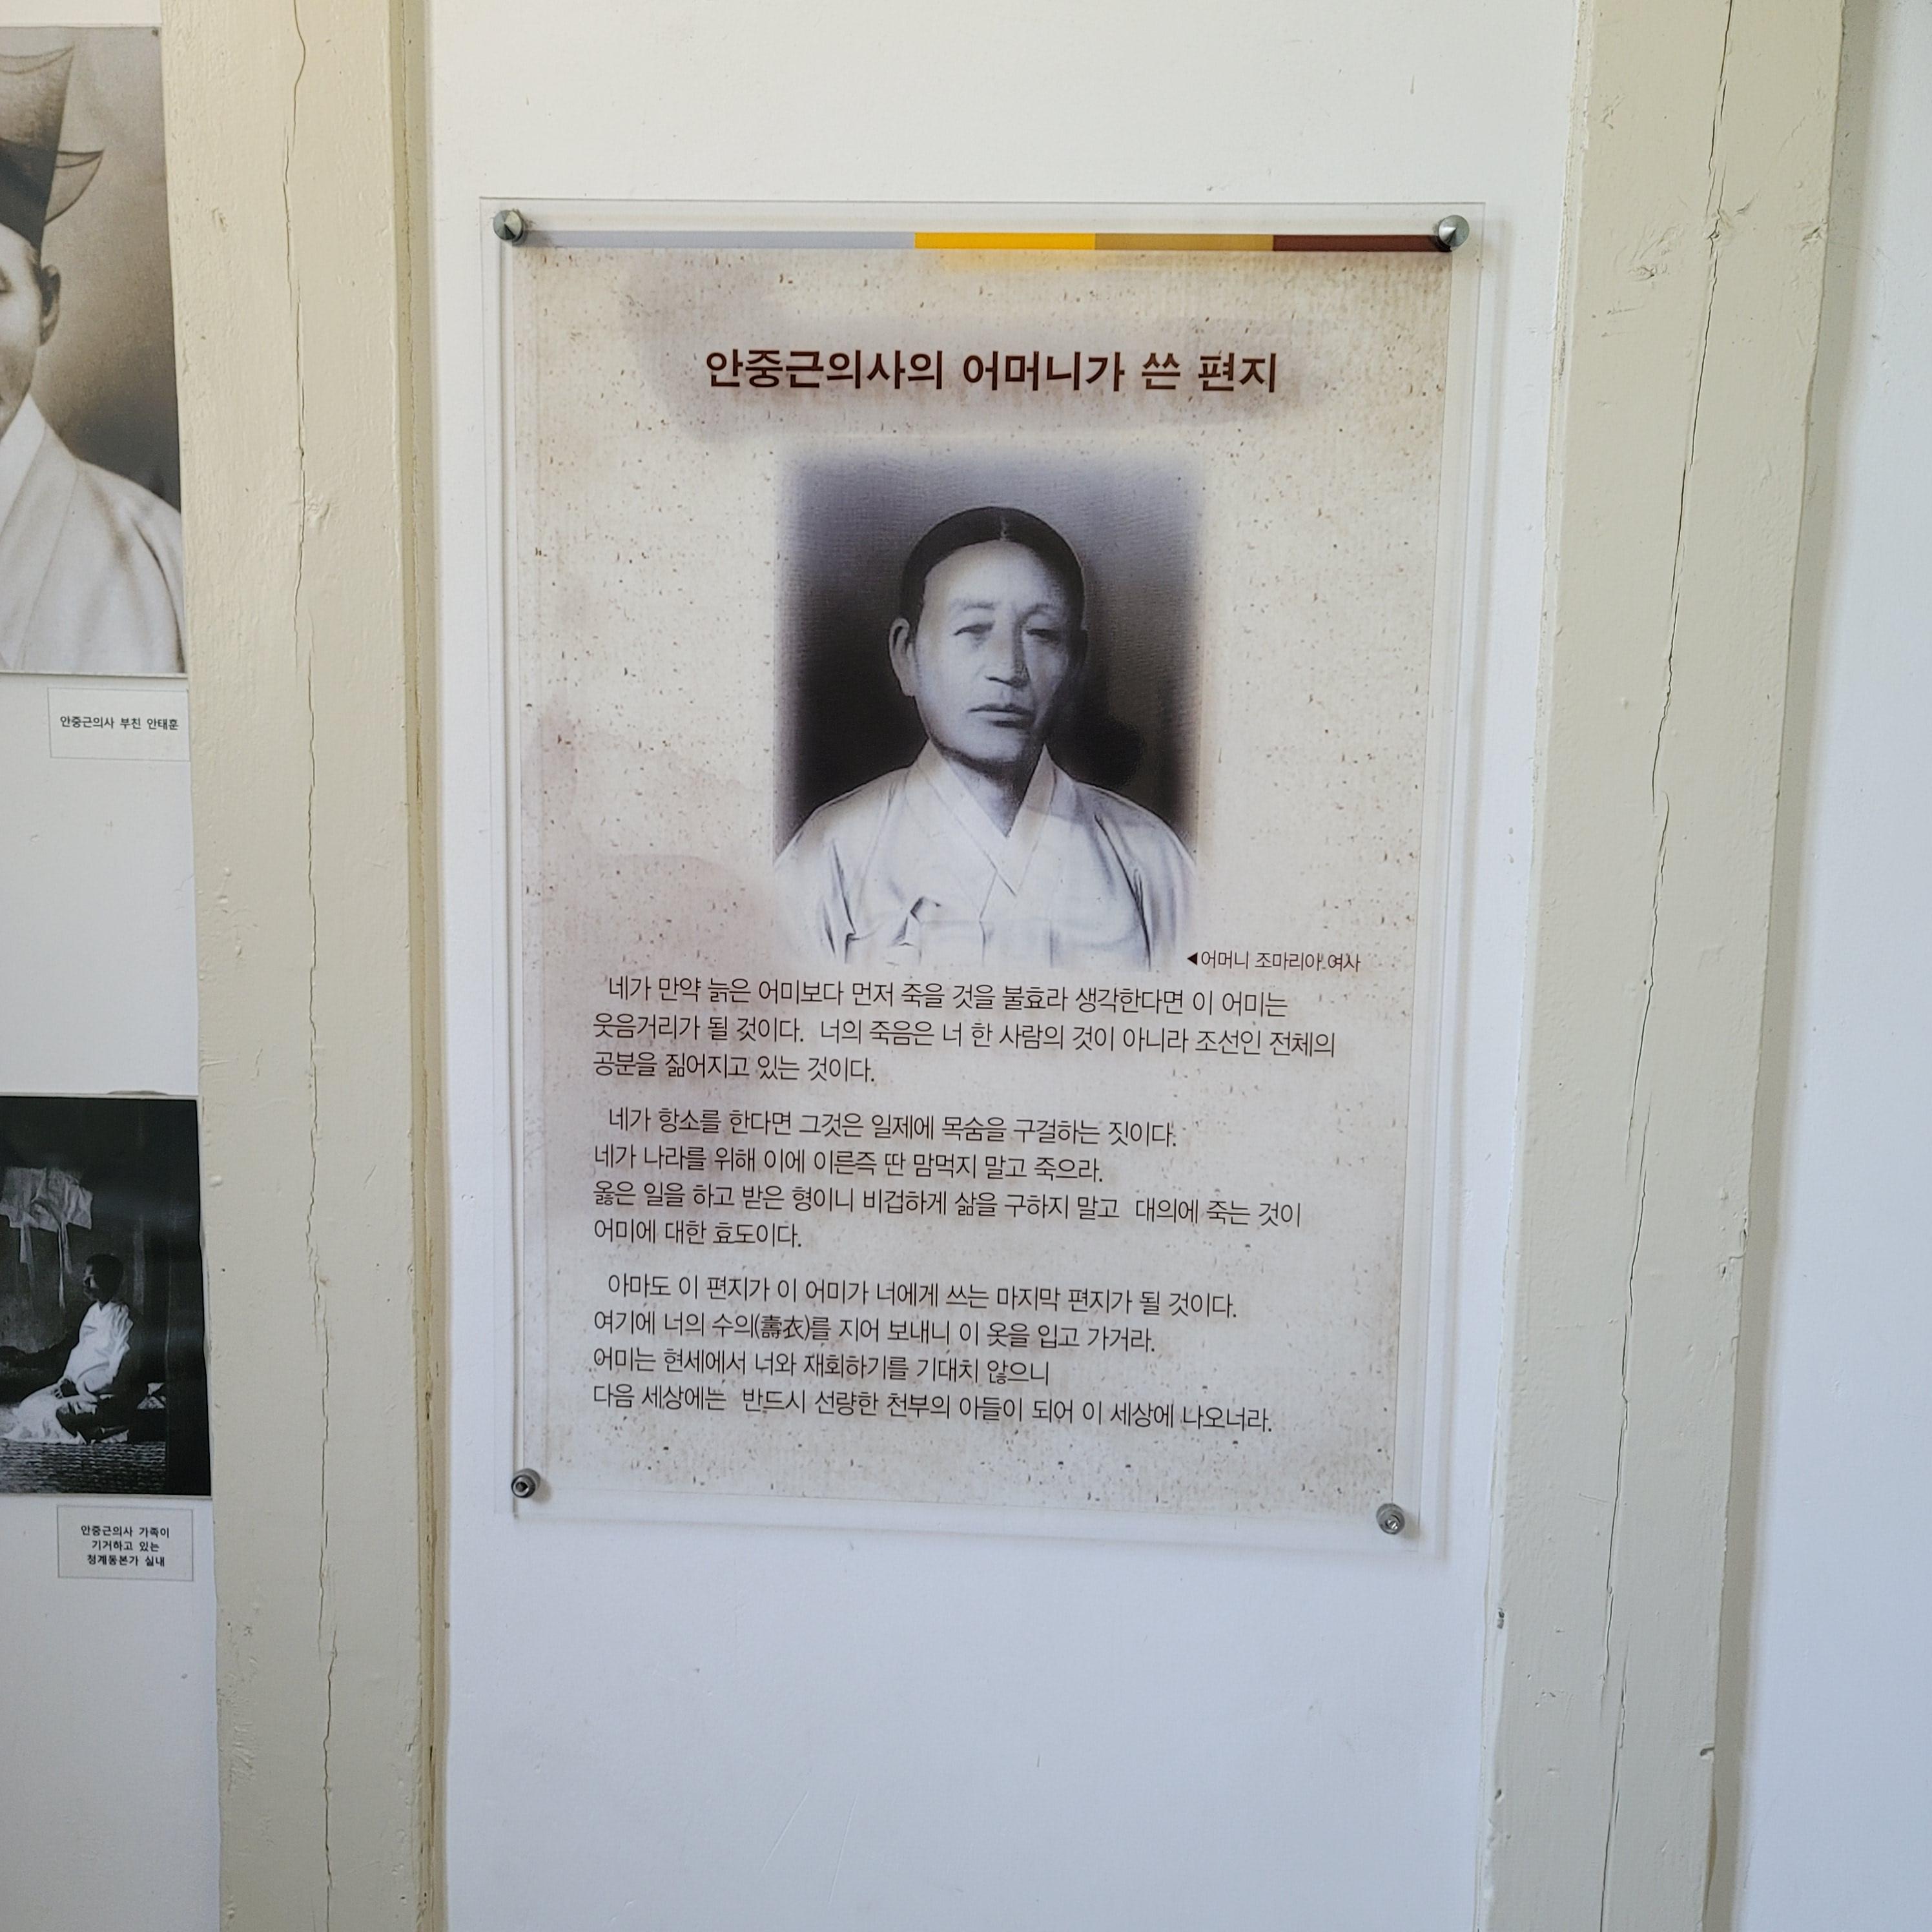 안중근의사의 어머니가 쓴 편지
◀어머니 조마리아 여사
네가 만약 늙은 어미보다 먼저 죽을 것을 불효라 생각한다면 이 어미는
웃음거리가 될 것이다. 너의 죽음은 너 한 사람의 것이 아니라 조선인 전체의
공분을 짊어지고 있는 것이다.
네가 항소를 한다면 그것은 일제에 목숨을 구걸하는 짓이다.
네가 나라를 위해 이에 이른즉 딴 맘먹지 말고 죽으라.
옳은 일을 하고 받은 형이니 비겁하게 삶을 구하지 말고 대의에 죽는 것이
어미에 대한 효도이다.
아마도 이 편지가 이 어미가 너에게 쓰는 마지막 편지가 될 것이다.
여기에 너의 수의(壽衣)를 지어 보내니 이 옷을 입고 가거라.
어미는 현세에서 너와 재회하기를 기대치 않으니
다음 세상에는 반드시 선량한 천부의 아들이 되어 이 세상에 나오너라.
안중근의사 부친 안태훈
안중근의사 가족이
기거하고 있는
청계동본가 실내